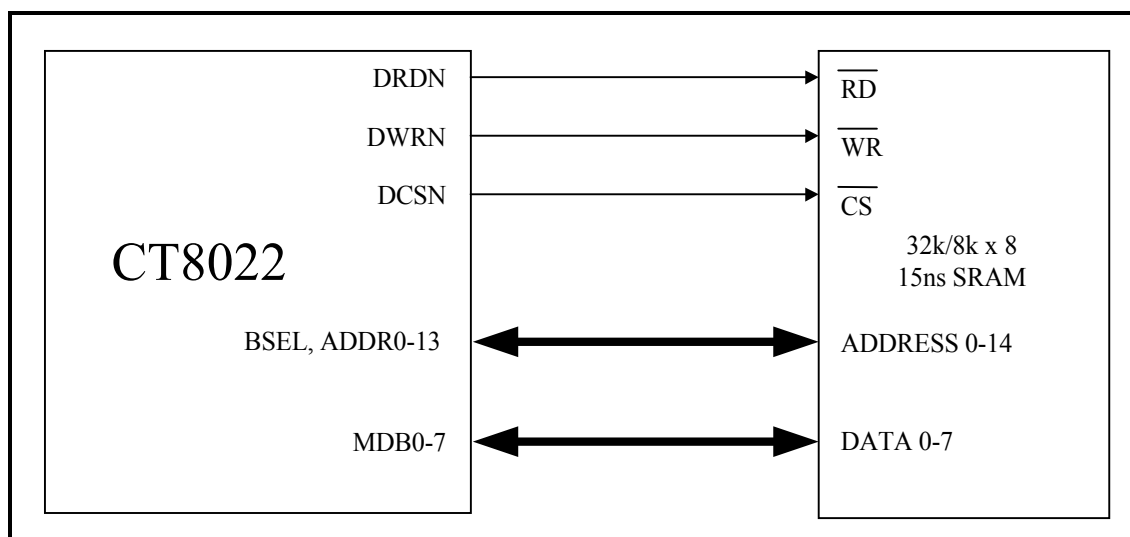 DRDN
DWRN
DCSN
CT8022
BSEL, ADDR0-13
MDB0-7
RD
WR
CS
32k/8k x 8
15ns SRAM
ADDRESS 0-14
DATA 0-7